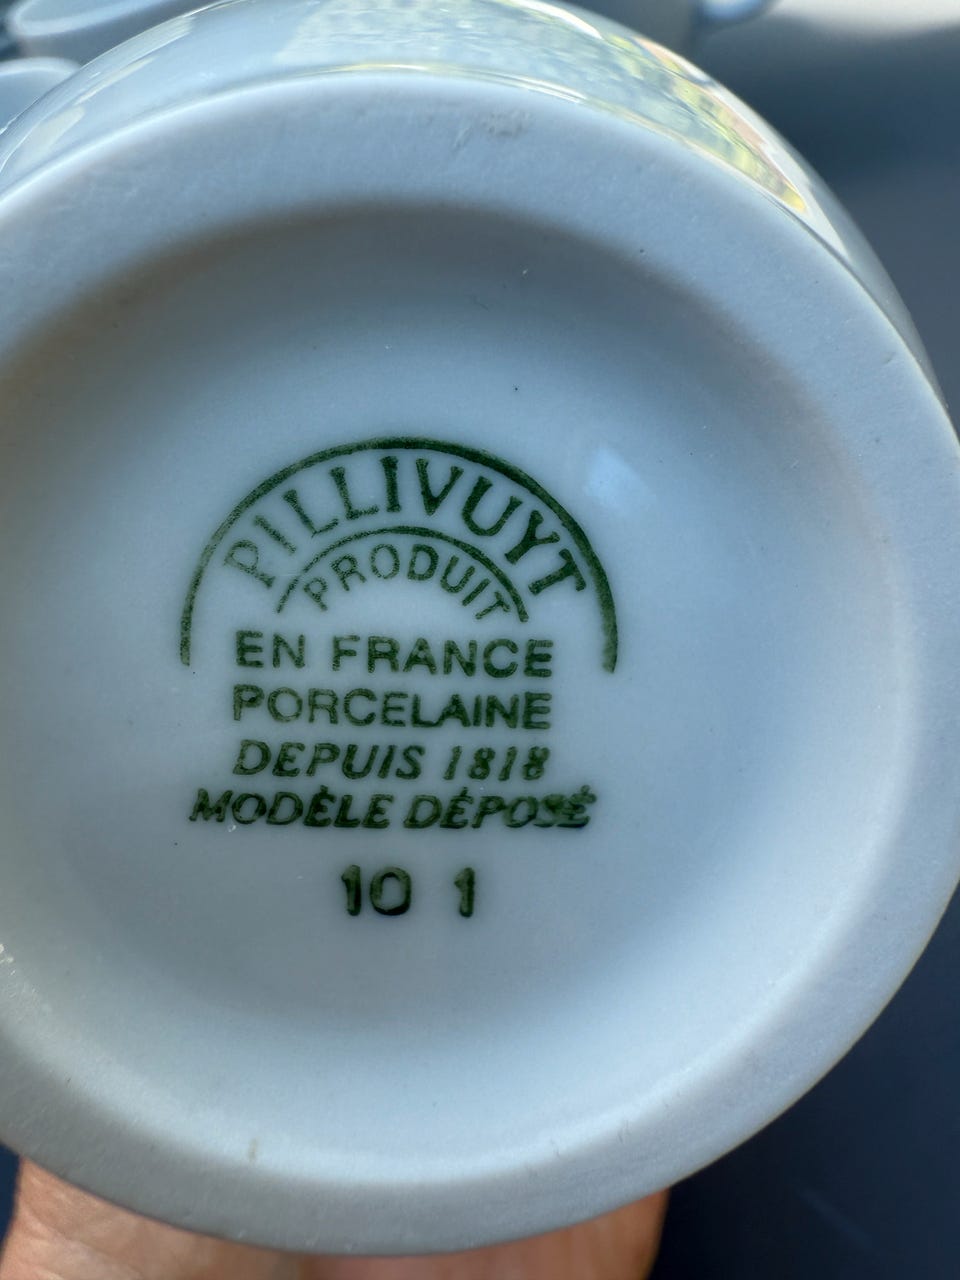 PILLIVUYT
PRODUIT
EN FRANCE
PORCELAINE
DEPUIS 1818
MODÈLE DÉPOSÉ
10 1